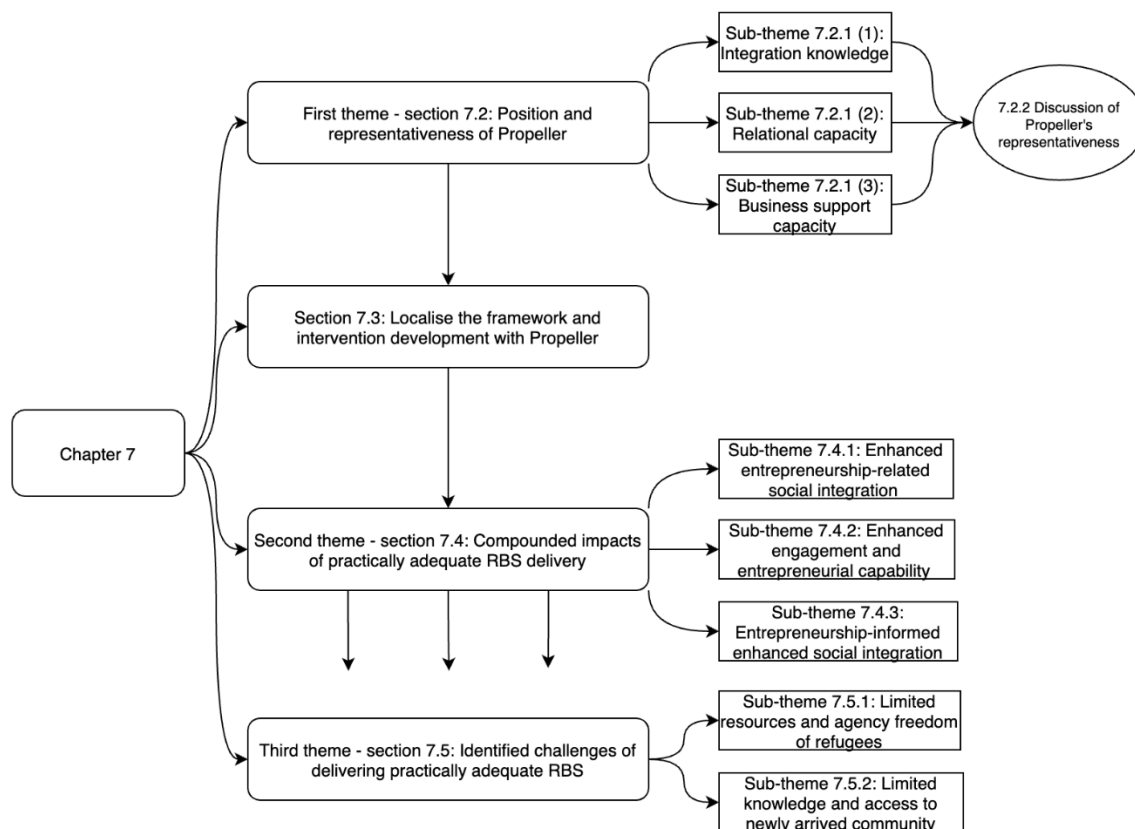 Sub-theme 7.2.1 (1):
Integration knowledge
First theme - section 7.2: Position and
representativeness of Propeller
Sub-theme 7.2.1 (2):
Relational capacity
7.2.2 Discussion of
Propeller's
representativeness
Sub-theme 7.2.1 (3):
Business support
capacity
Section 7.3: Localise the framework and
intervention development with Propeller
Chapter 7
Sub-theme 7.4.1: Enhanced
entrepreneurship-related
social integration
Second theme - section 7.4: Compounded impacts
of practically adequate RBS delivery
Sub-theme 7.4.2: Enhanced
engagement and
entrepreneurial capability
Sub-theme 7.4.3:
Entrepreneurship-informed
enhanced social integration
Third theme - section 7.5: Identified challenges of
delivering practically adequate RBS
Sub-theme 7.5.1: Limited
resources and agency freedom
of refugees
Sub-theme 7.5.2: Limited
knowledge and access to
newly arrived community